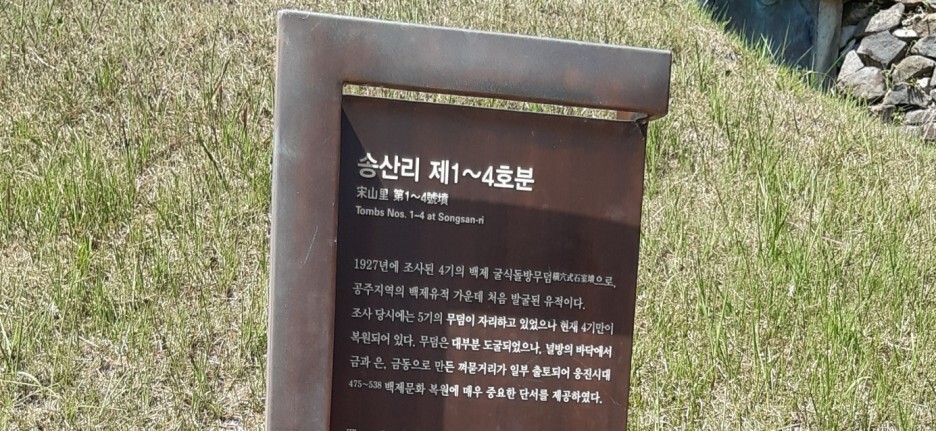 송산리 제1~4호분
宋山里 第1~4號墳
Tombs Nos. 1~4 at Songsan-ri
1927년에 조사된 4기의 백제 굴식돌방무덤橫穴式石室墳으로,
공주지역의 백제유적 가운데 처음 발굴된 유적이다.
조사 당시에는 5기의 무덤이 자리하고 있었으나 현재 4기만이
복원되어 있다. 무덤은 대부분 도굴되었으나, 널방의 바닥에서
금과 은, 금동으로 만든 껴묻거리가 일부 출토되어 웅진시대
475~538 백제문화 복원에 매우 중요한 단서를 제공하였다.